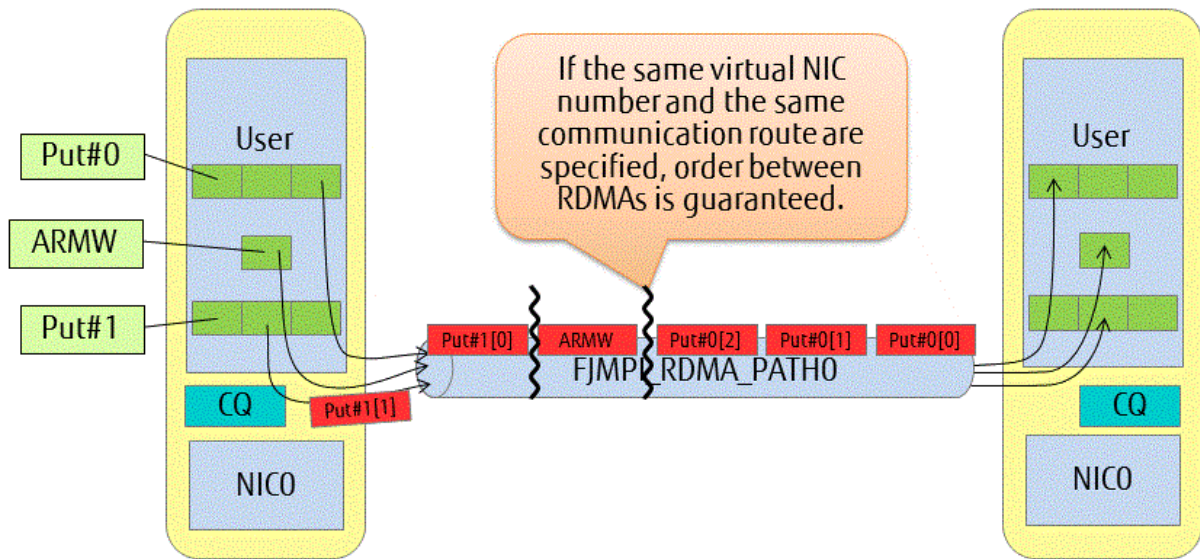 If the same virtual NIC
number and the same
communication route are
specified, order between
RDMAs is guaranteed.
User
Put#0
ARMW
Put#1
CQ
NIC0
Put#1[1]
Put#1[0]
ARMW
Put#0[2]
Put#0[1]
Put#0[0]
FJMPI_RDMA_PATH0
User
CQ
NIC0